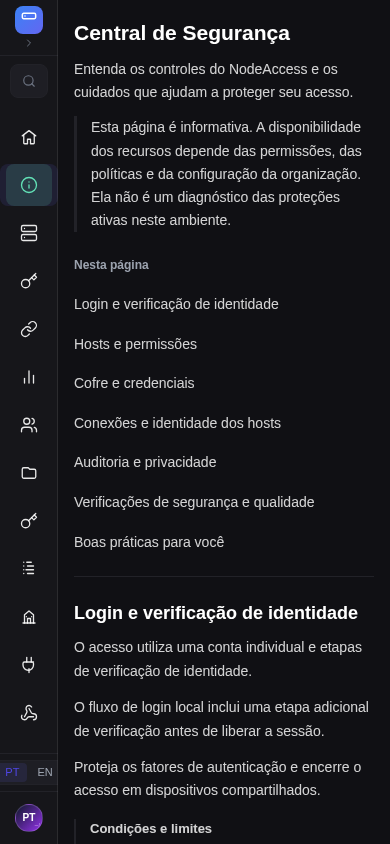 Central de Segurança
Entenda os controles do NodeAccess e os
cuidados que ajudam a proteger seu acesso.
Esta página é informativa. A disponibilidade
dos recursos depende das permissões, das
políticas e da configuração da organização.
Ela não é um diagnóstico das proteções
ativas neste ambiente.
Nesta página
Login e verificação de identidade
Hosts e permissões
Cofre e credenciais
Conexões e identidade dos hosts
Auditoria e privacidade
Verificações de segurança e qualidade
Boas práticas para você
Login e verificação de identidade
O acesso utiliza uma conta individual e etapas
de verificação de identidade.
O fluxo de login local inclui uma etapa adicional
de verificação antes de liberar a sessão.
Proteja os fatores de autenticação e encerre o
acesso em dispositivos compartilhados.
Condições e limites
PT EN
PT